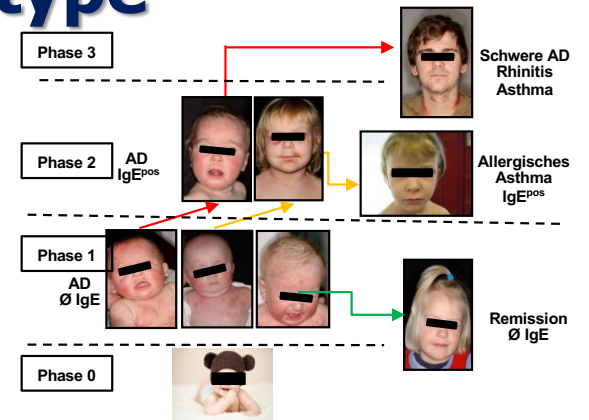 type
Phase 3
Schwere AD
Rhinitis
Asthma
Phase 2
AD
IgEpos
Allergisches
Asthma
IgEpos
Phase 1
AD
Ø IgE
Remission
Ø IgE
Phase 0